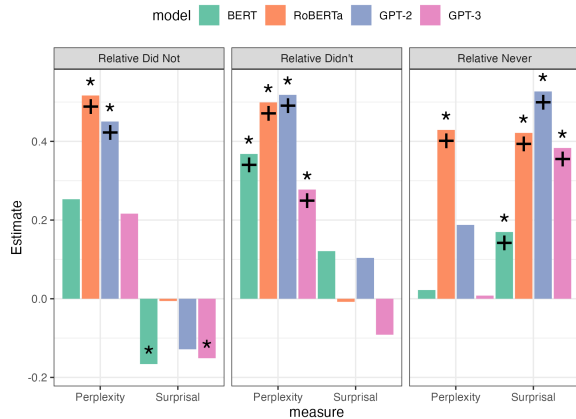 model BERT RoBERTa GPT-2 GPT-3
Relative Did Not Relative Didn't Relative Never
Estimate
0.4
0.2
0.0
-0.2
* * * * * * * * * * * * * *
+ + + + + + + + + + +
Perplexity Surprisal Perplexity Surprisal Perplexity Surprisal
measure